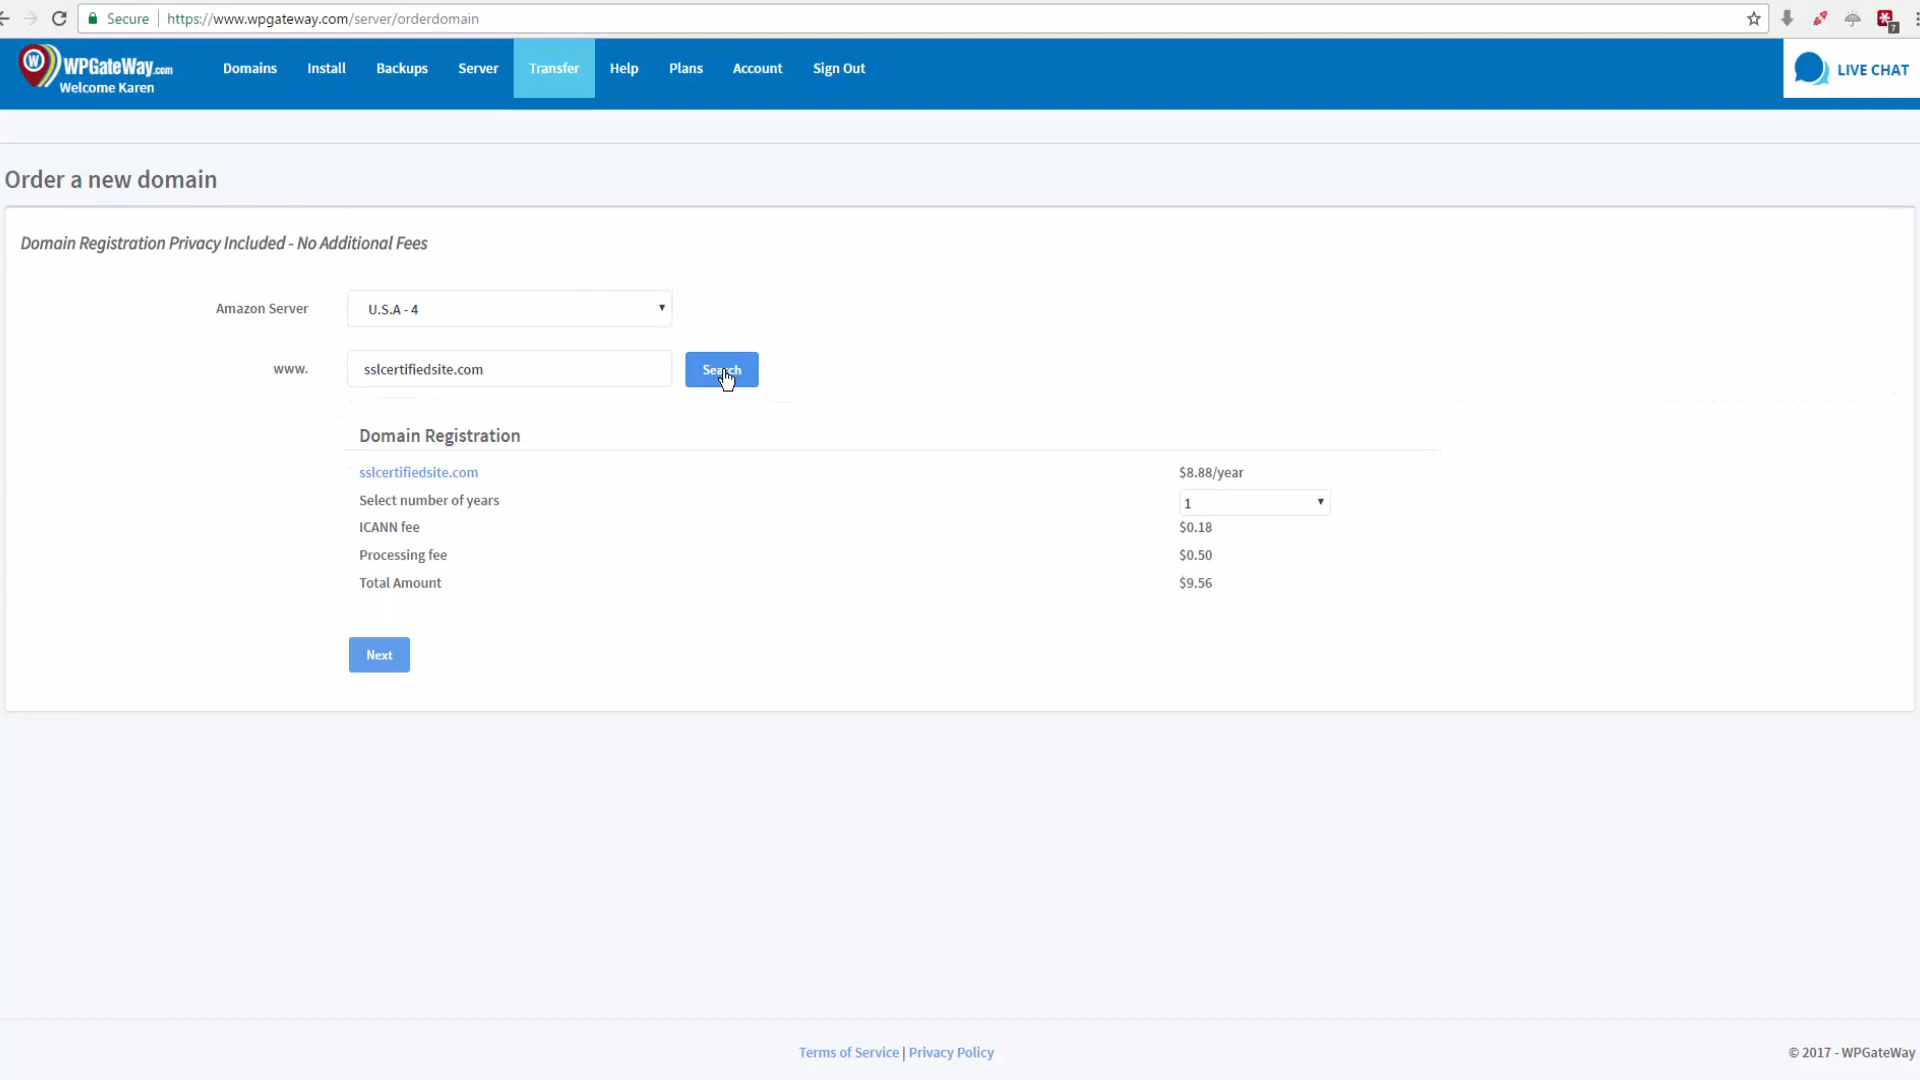 Secure | https://www.wpgateway.com/server/orderdomain
7
W WPGateWay.com
Welcome Karen
Domains Install Backups Server Transfer Help Plans Account Sign Out
LIVE CHAT
Order a new domain
Domain Registration Privacy Included - No Additional Fees
Amazon Server U.S.A - 4
www. sslcertifiedsite.com Search
Domain Registration
sslcertifiedsite.com $8.88/year
Select number of years 1
ICANN fee $0.18
Processing fee $0.50
Total Amount $9.56
Next
Terms of Service | Privacy Policy
© 2017 - WPGateWay